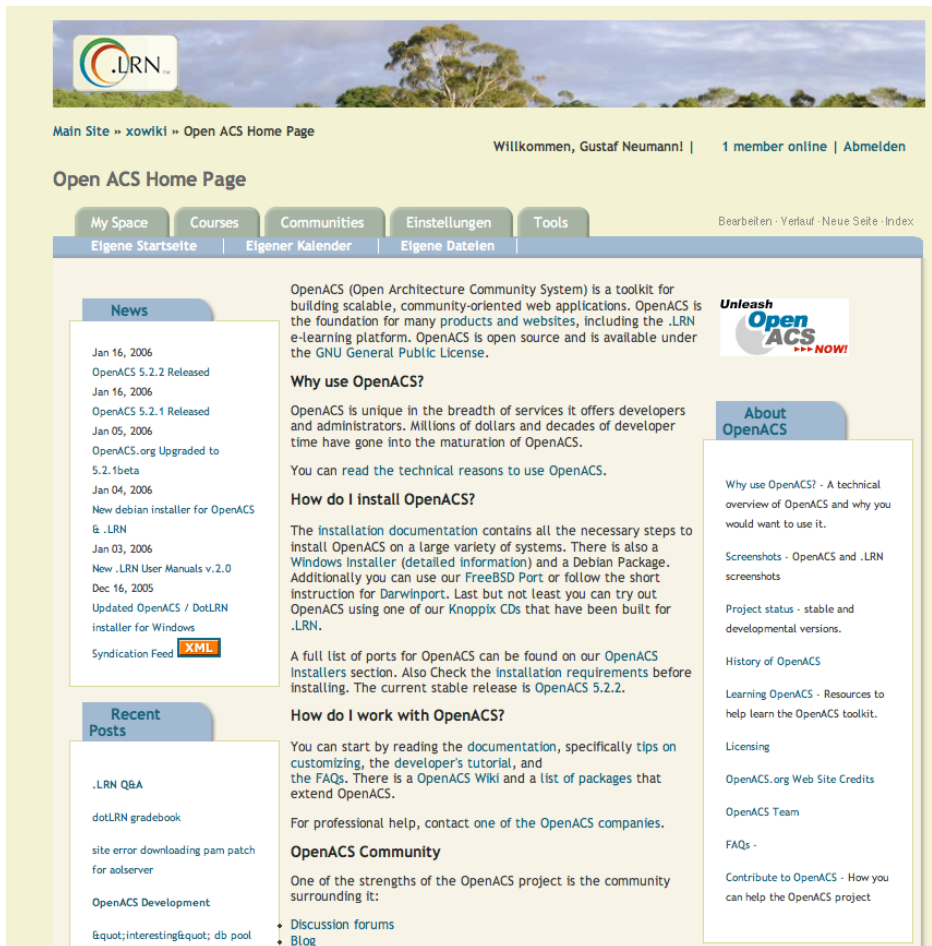 .LRN
Main Site » xowiki » Open ACS Home Page
Willkommen, Gustaf Neumann! | 1 member online | Abmelden
Open ACS Home Page
My Space Courses Communities Einstellungen Tools
Bearbeiten · Verlauf · Neue Seite · Index
Eigene Startseite | Eigener Kalender | Eigene Dateien |
News
Jan 16, 2006
OpenACS 5.2.2 Released
Jan 16, 2006
OpenACS 5.2.1 Released
Jan 05, 2006
OpenACS.org Upgraded to
5.2.1beta
Jan 04, 2006
New debian installer for OpenACS
& .LRN
Jan 03, 2006
New .LRN User Manuals v.2.0
Dec 16, 2005
Updated OpenACS / DotLRN
installer for Windows
Syndication Feed XML
Recent
Posts
.LRN Q&A
dotLRN gradebook
site error downloading pam patch
for aolserver
OpenACS Development
&quot;interesting&quot; db pool
OpenACS (Open Architecture Community System) is a toolkit for
building scalable, community-oriented web applications. OpenACS is
the foundation for many products and websites, including the .LRN
e-learning platform. OpenACS is open source and is available under
the GNU General Public License.
Why use OpenACS?
OpenACS is unique in the breadth of services it offers developers
and administrators. Millions of dollars and decades of developer
time have gone into the maturation of OpenACS.
You can read the technical reasons to use OpenACS.
How do I install OpenACS?
The installation documentation contains all the necessary steps to
install OpenACS on a large variety of systems. There is also a
Windows Installer (detailed information) and a Debian Package.
Additionally you can use our FreeBSD Port or follow the short
instruction for Darwinport. Last but not least you can try out
OpenACS using one of our Knoppix CDs that have been built for
.LRN.
A full list of ports for OpenACS can be found on our OpenACS
Installers section. Also Check the installation requirements before
installing. The current stable release is OpenACS 5.2.2.
How do I work with OpenACS?
You can start by reading the documentation, specifically tips on
customizing, the developer's tutorial, and
the FAQs. There is a OpenACS Wiki and a list of packages that
extend OpenACS.
For professional help, contact one of the OpenACS companies.
OpenACS Community
One of the strengths of the OpenACS project is the community
surrounding it:
• Discussion forums
• Blog
Unleash
Open
ACS
NOW!
About
OpenACS
Why use OpenACS? - A technical
overview of OpenACS and why you
would want to use it.
Screenshots - OpenACS and .LRN
screenshots
Project status - stable and
developmental versions.
History of OpenACS
Learning OpenACS - Resources to
help learn the OpenACS toolkit.
Licensing
OpenACS.org Web Site Credits
OpenACS Team
FAQs -
Contribute to OpenACS - How you
can help the OpenACS project